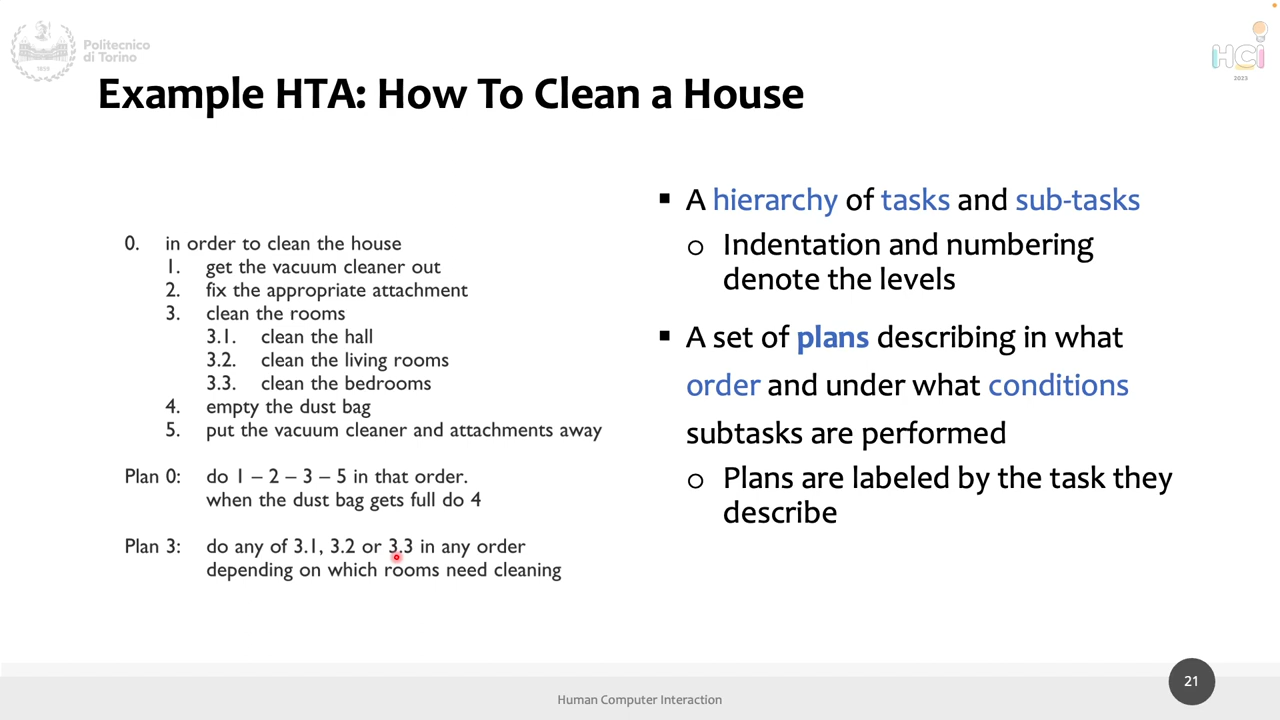 Politecnico
di Torino
1859
HCI
2023
Example HTA: How To Clean a House
0. in order to clean the house
1. get the vacuum cleaner out
2. fix the appropriate attachment
3. clean the rooms
3.1. clean the hall
3.2. clean the living rooms
3.3. clean the bedrooms
4. empty the dust bag
5. put the vacuum cleaner and attachments away
Plan 0: do 1 – 2 – 3 – 5 in that order.
when the dust bag gets full do 4
Plan 3: do any of 3.1, 3.2 or 3.3 in any order
depending on which rooms need cleaning
▪ A hierarchy of tasks and sub-tasks
o Indentation and numbering
denote the levels
▪ A set of plans describing in what
order and under what conditions
subtasks are performed
o Plans are labeled by the task they
describe
Human Computer Interaction
21